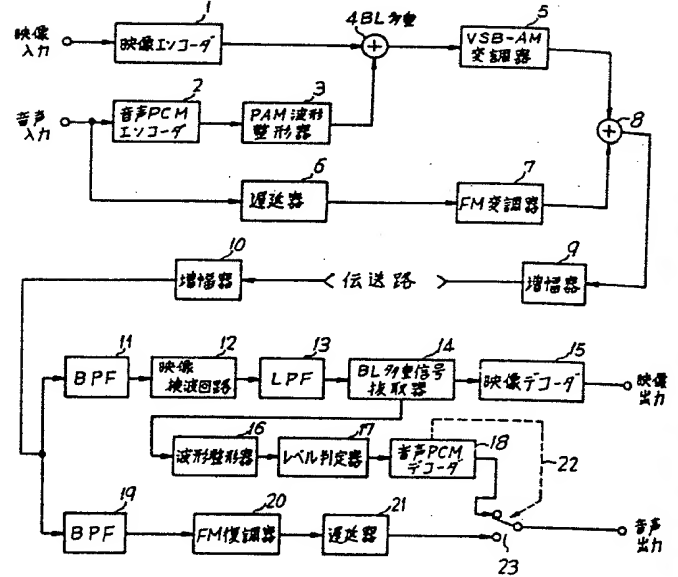 1
映像
入力
映像エンコーダ
4 BL多重
5
VSB-AM
変調器
2
音声
入力
音声PCM
エンコーダ
3
PAM波形
整形器
8
6
遅延器
7
FM変調器
10
増幅器
伝送路
9
増幅器
11
BPF
12
映像
検波回路
13
LPF
14
BL多重信号
抜取器
15
映像デコーダ
映像
出力
16
波形整形器
17
レベル判定器
18
音声PCM
デコーダ
22
19
BPF
20
FM復調器
21
遅延器
23
音声
出力